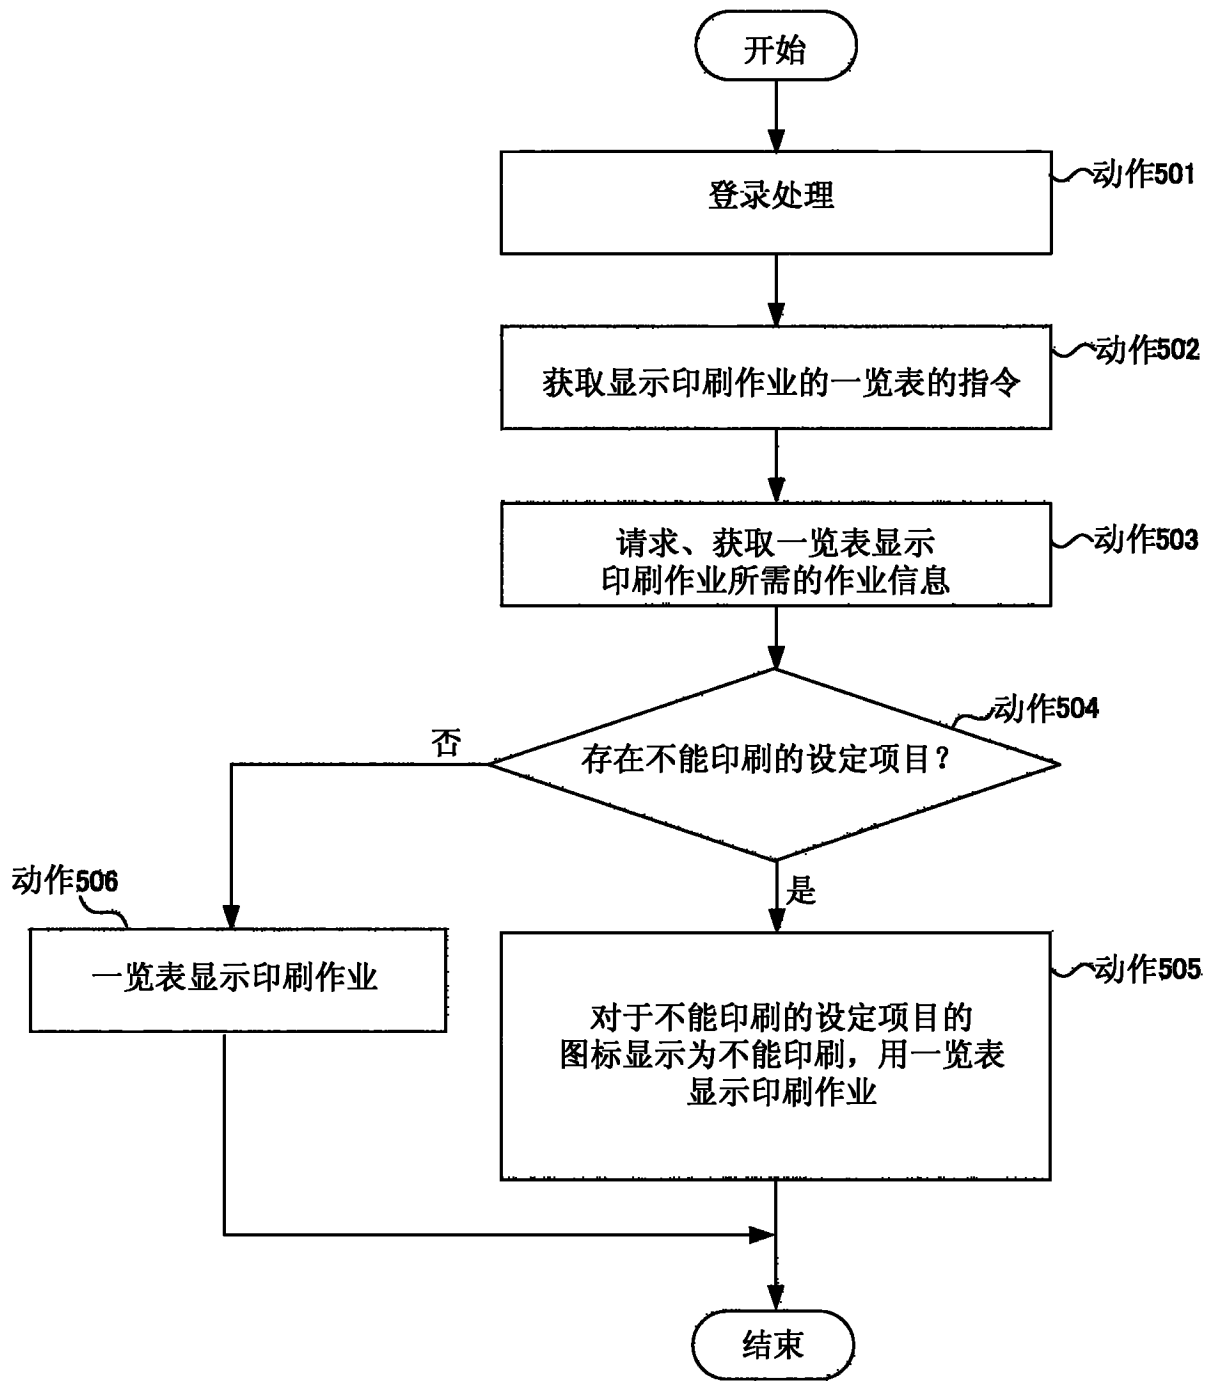 开始
登录处理
动作501
获取显示印刷作业的一览表的指令
动作502
请求、获取一览表显示
印刷作业所需的作业信息
动作503
存在不能印刷的设定项目？
动作504
否
是
动作506
一览表显示印刷作业
动作505
对于不能印刷的设定项目的
图标显示为不能印刷，用一览表
显示印刷作业
结束